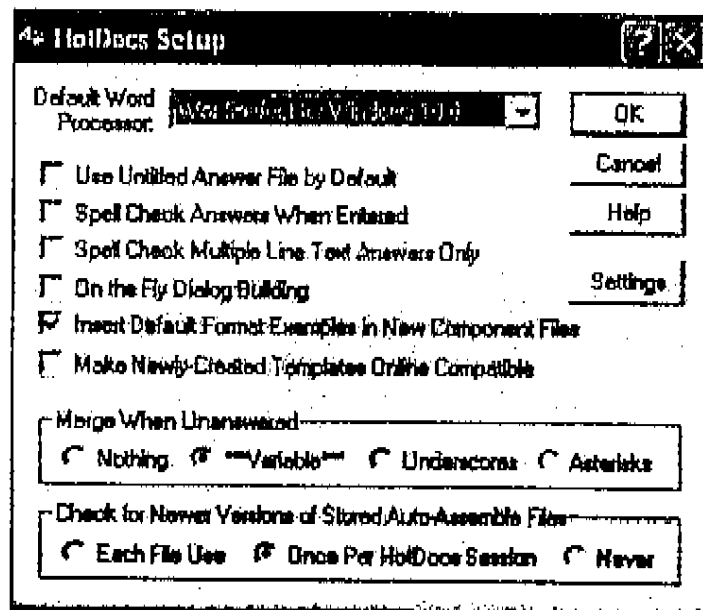 HotDocs Setup
Default Word Processor:
WordPerfect for Windows
OK
Cancel
Help
Settings
Use Untitled Answer File by Default
Spell Check Answers When Entered
Spell Check Multiple Line Text Answers Only
On the Fly Dialog Building
Insert Default Format Examples in New Component Files
Make Newly-Created Templates Online Compatible
Merge When Unanswered
Nothing ***Variable*** Underscores Asterisks
Check for Newer Versions of Stored Auto-Assemble Files
Each File Use Once Per HotDocs Session Never